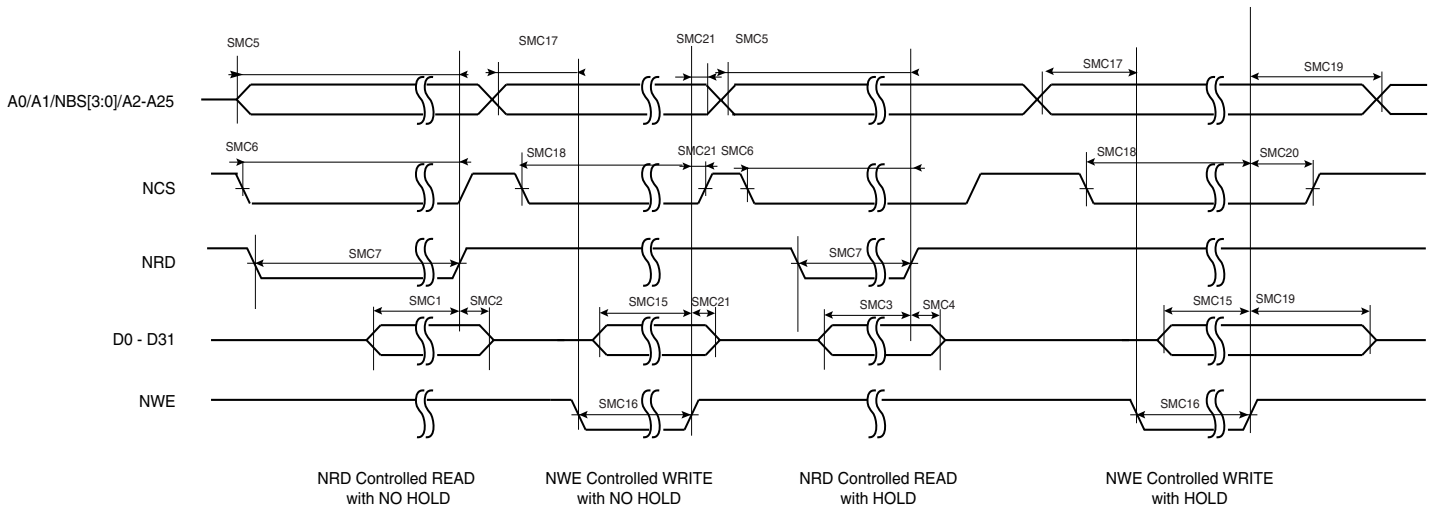 SMC5 SMC17 SMC21 SMC5 SMC17 SMC19
A0/A1/NBS[3:0]/A2-A25
SMC6 SMC18 SMC21 SMC6 SMC18 SMC20
NCS
SMC7 SMC7
NRD
SMC1 SMC2 SMC15 SMC21 SMC3 SMC4 SMC15 SMC19
D0 - D31
NWE
SMC16 SMC16
NRD Controlled READ
with NO HOLD
NWE Controlled WRITE
with NO HOLD
NRD Controlled READ
with HOLD
NWE Controlled WRITE
with HOLD